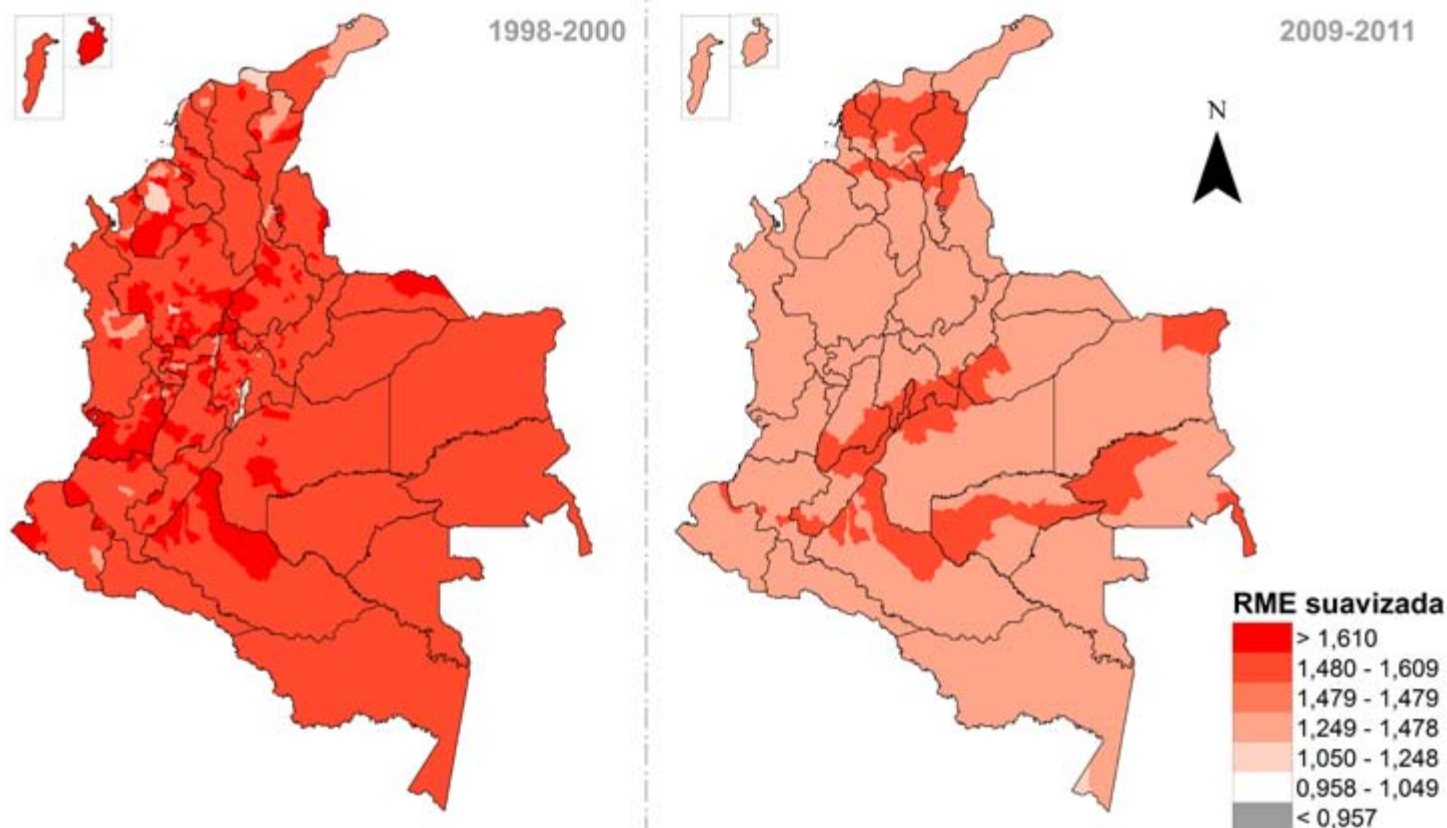 1998-2000
2009-2011
N
RME suavizada
> 1,610
1,480 - 1,609
1,479 - 1,479
1,249 - 1,478
1,050 - 1,248
0,958 - 1,049
< 0,957